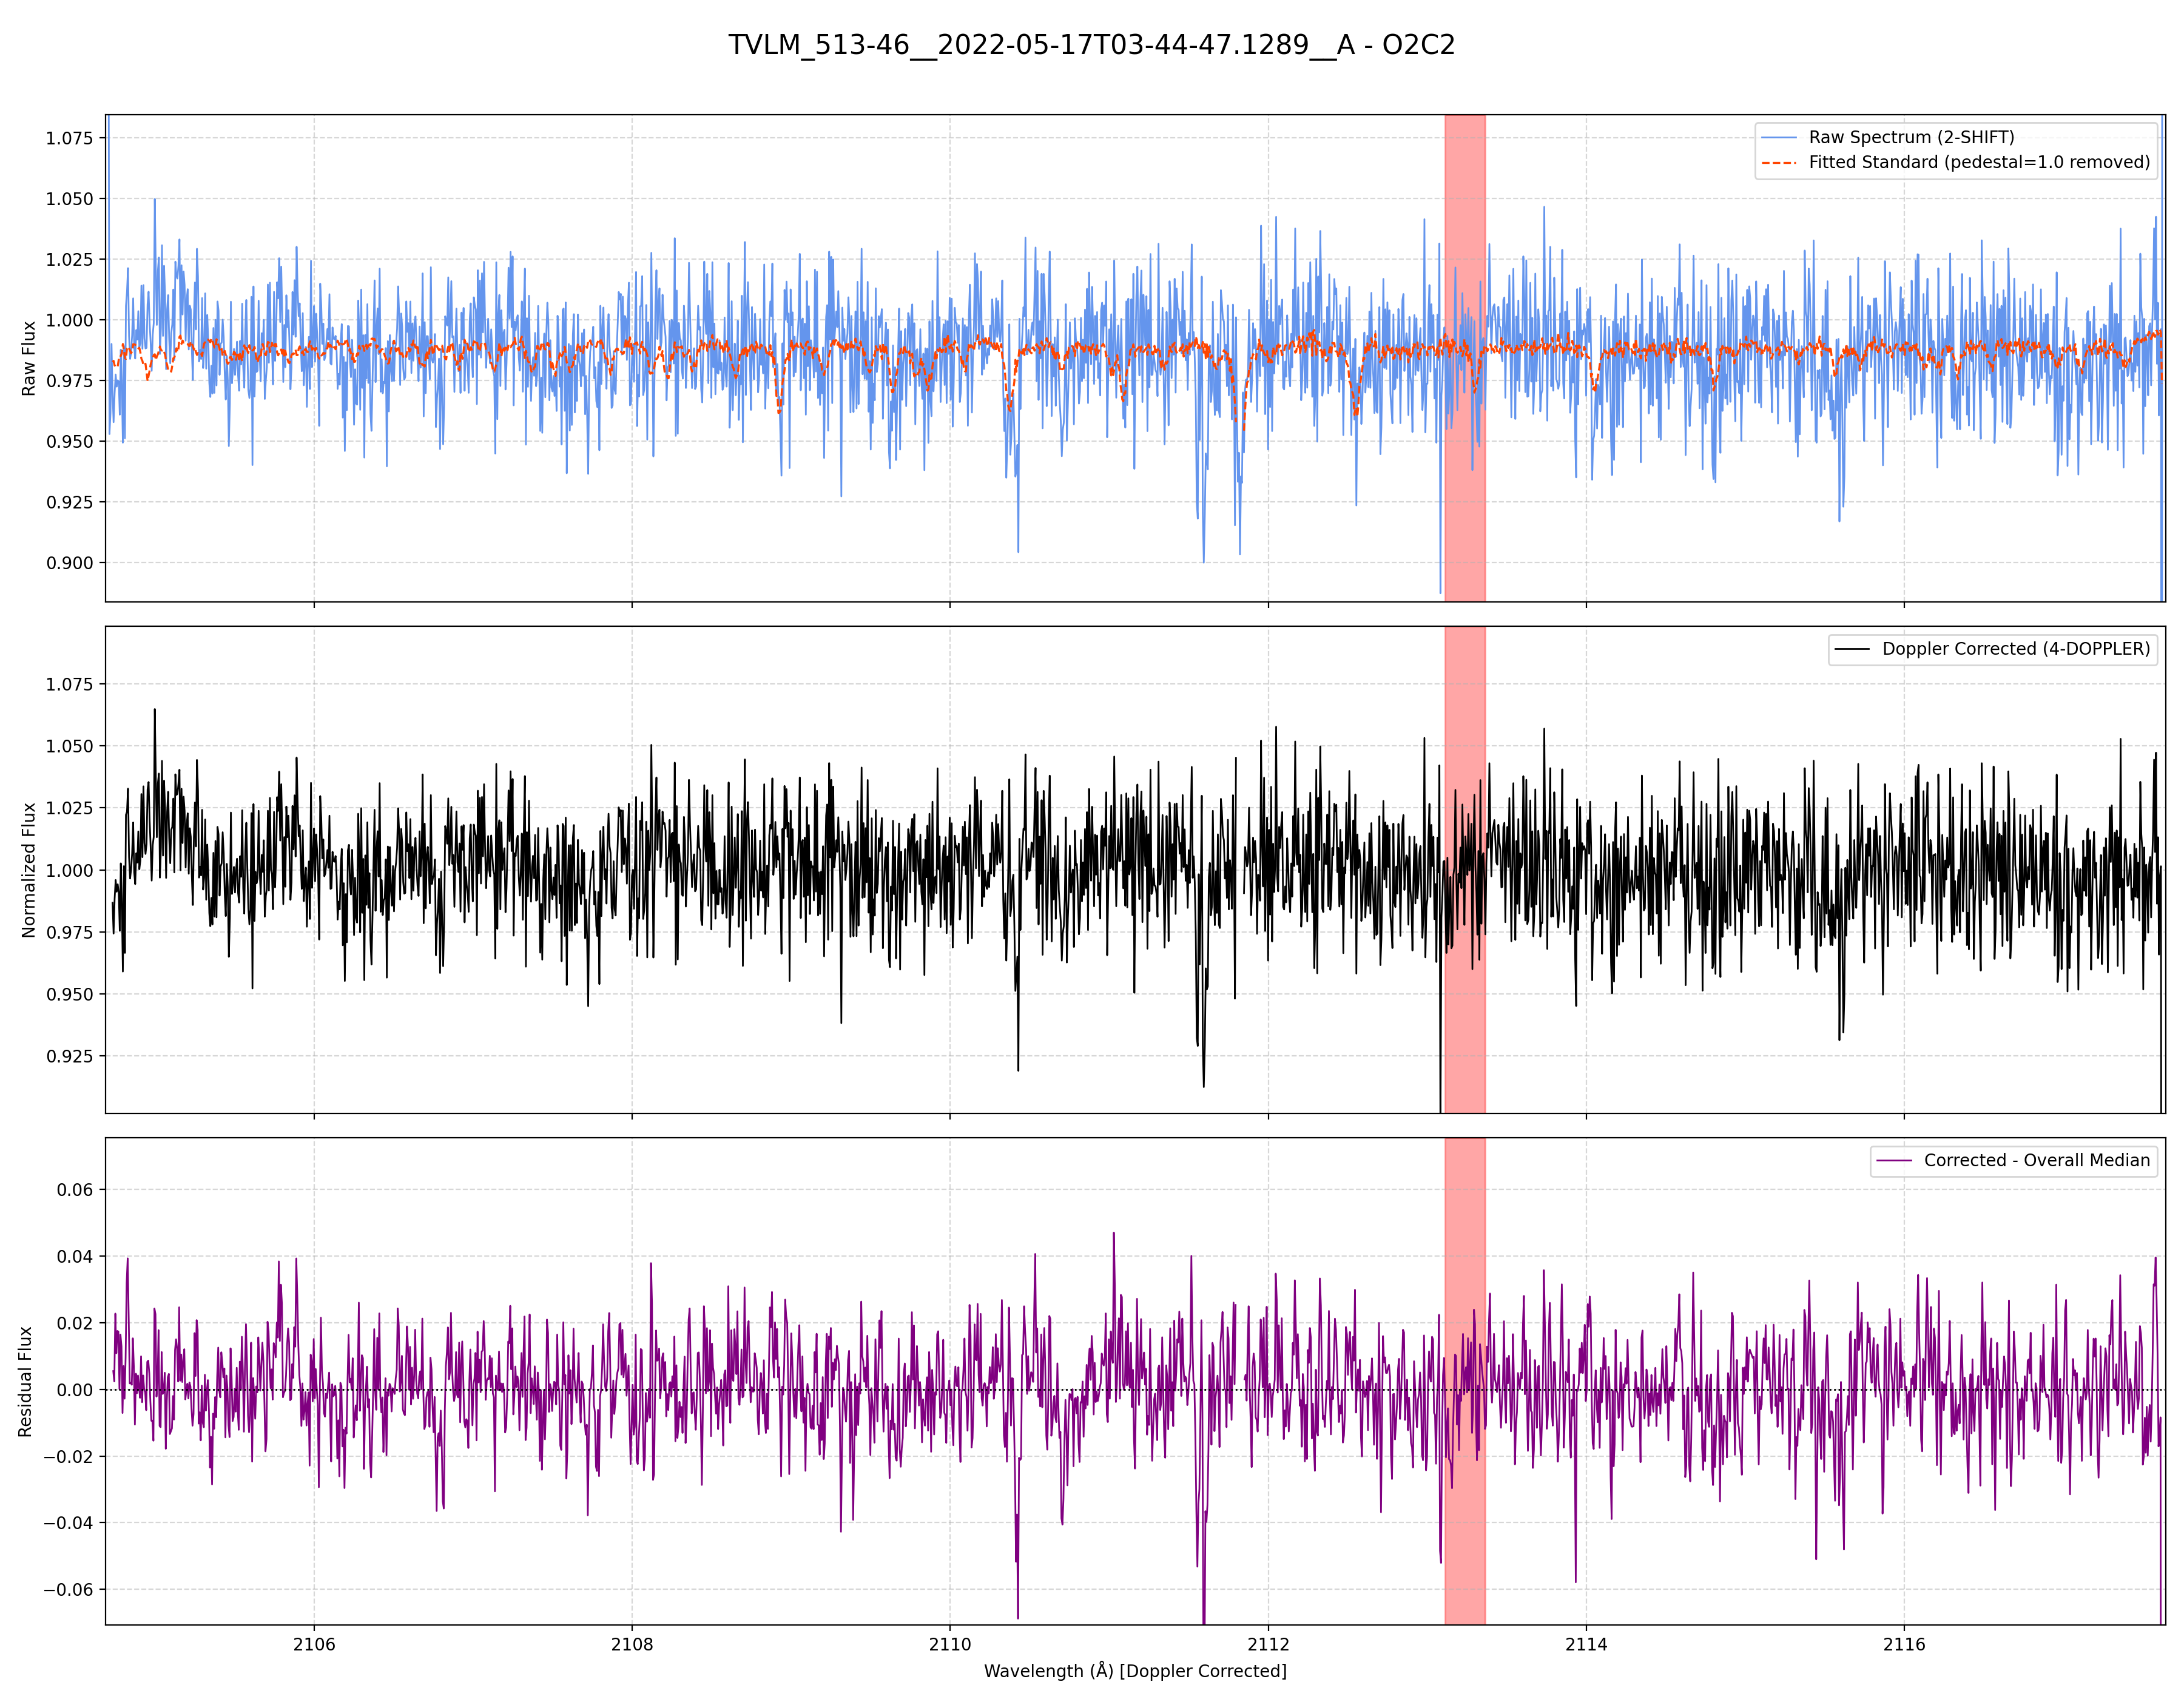 TVLM_513-46__2022-05-17T03-44-47.1289__A - O2C2
Raw Flux
1.075
1.050
1.025
1.000
0.975
0.950
0.925
0.900
Raw Spectrum (2-SHIFT)
Fitted Standard (pedestal=1.0 removed)
Normalized Flux
1.075
1.050
1.025
1.000
0.975
0.950
0.925
Doppler Corrected (4-DOPPLER)
Residual Flux
0.06
0.04
0.02
0.00
−0.02
−0.04
−0.06
Corrected - Overall Median
2106 2108 2110 2112 2114 2116
Wavelength (Å) [Doppler Corrected]